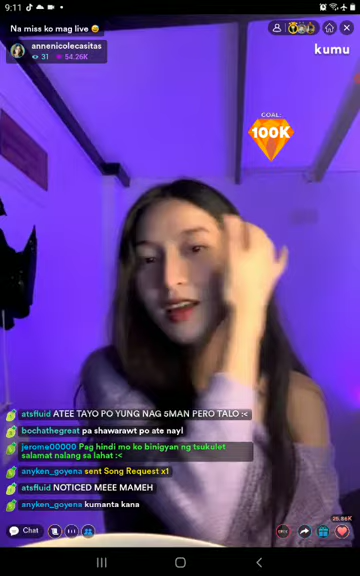 9:11
Na miss ko mag live 😄
annenicolecasitas
31 54.26K
kumu
GOAL:
100K
atsfluid ATEE TAYO PO YUNG NAG 5MAN PERO TALO :<
bochathegreat pa shawarawt po ate nayl
jerome00000 Pag hindi mo ko binigyan ng tsukulet
salamat nalang sa lahat :<
anyken_goyena sent Song Request x1
atsfluid NOTICED MEEE MAMEH
anyken_goyena kumanta kana
25.86K
Chat